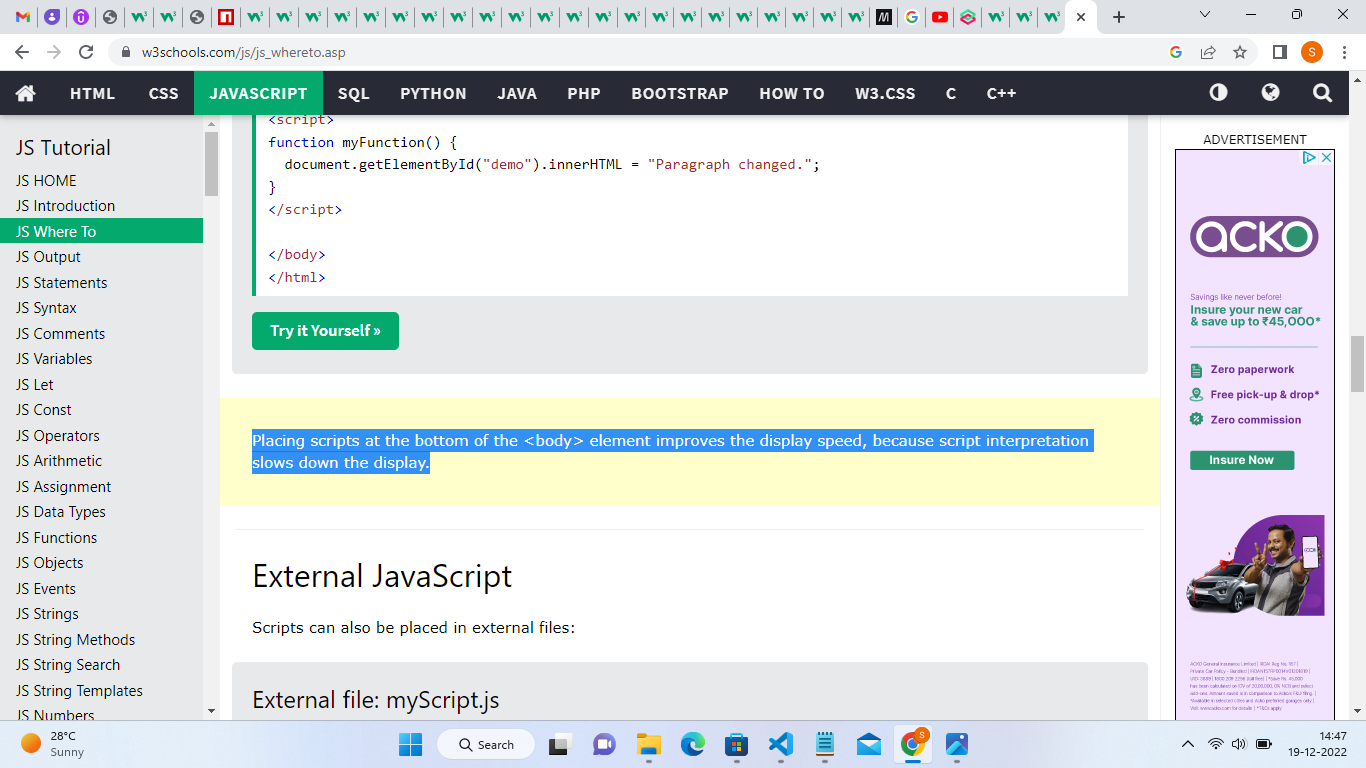 w3schools.com/js/js_whereto.asp
S
HTML CSS JAVASCRIPT SQL PYTHON JAVA PHP BOOTSTRAP HOW TO W3.CSS C C++
JS Tutorial
JS HOME
JS Introduction
JS Where To
JS Output
JS Statements
JS Syntax
JS Comments
JS Variables
JS Let
JS Const
JS Operators
JS Arithmetic
JS Assignment
JS Data Types
JS Functions
JS Objects
JS Events
JS Strings
JS String Methods
JS String Search
JS String Templates
JS Numbers
<script>
function myFunction() {
document.getElementById("demo").innerHTML = "Paragraph changed.";
}
</script>
</body>
</html>
Try it Yourself »
Placing scripts at the bottom of the <body> element improves the display speed, because script interpretation
slows down the display.
External JavaScript
Scripts can also be placed in external files:
External file: myScript.js
ADVERTISEMENT
acko
Savings like never before!
Insure your new car
& save up to ₹45,000*
Zero paperwork
Free pick-up & drop*
Zero commission
Insure Now
28°C
Sunny
Search
S
14:47
19-12-2022